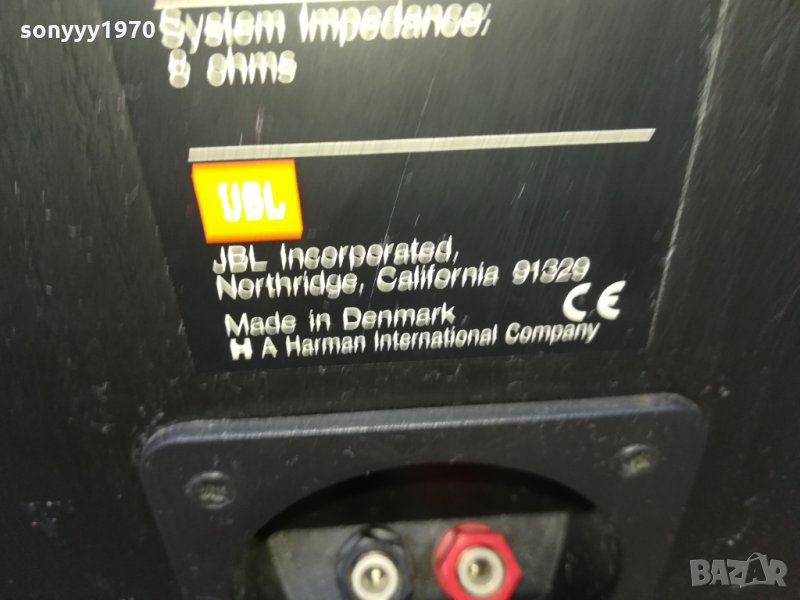 sonyyy1970
System Impedance,
8 ohms
JBL
JBL Incorporated,
Northridge, California 91329
CE
Made in Denmark
H A Harman International Company
BAZAR